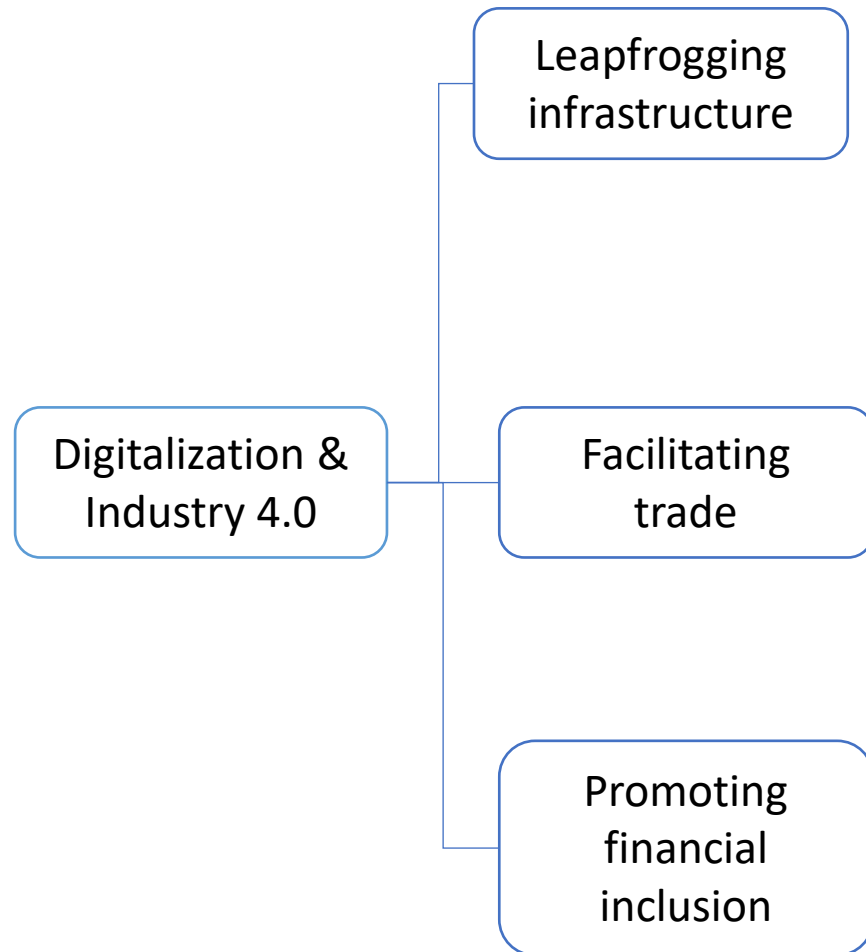 Leapfrogging
infrastructure
Digitalization &
Industry 4.0
Facilitating
trade
Promoting
financial
inclusion